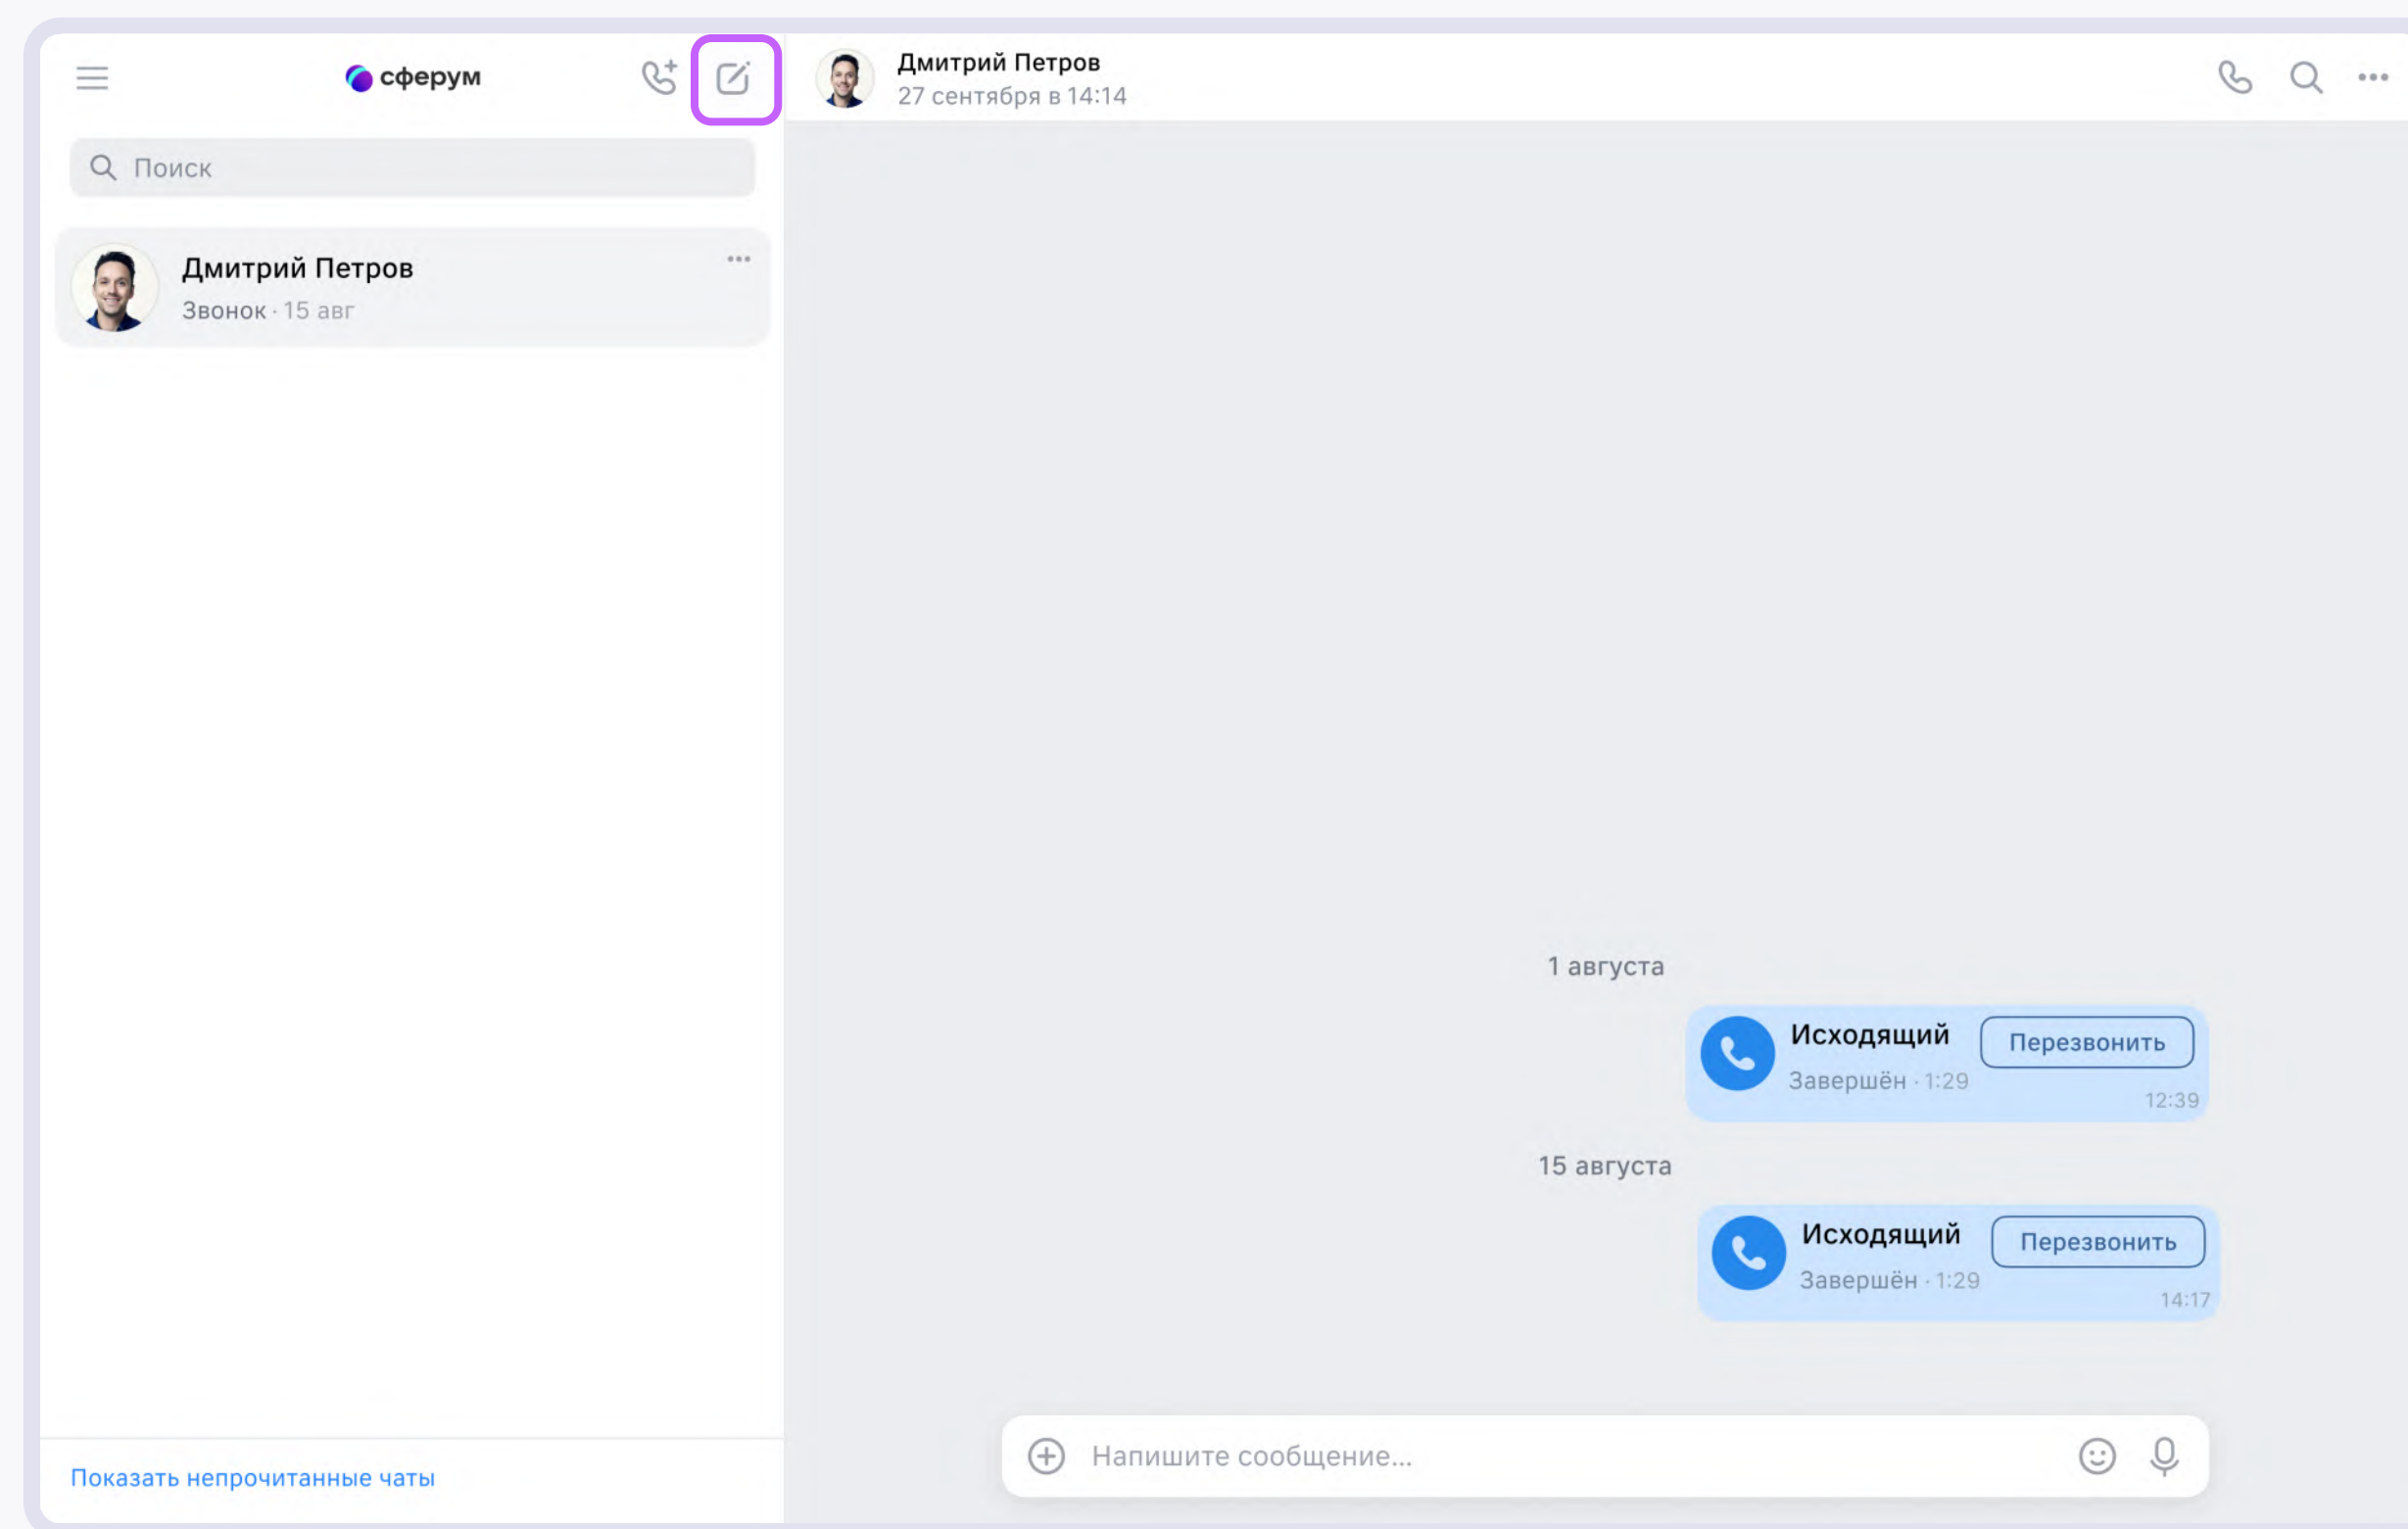 сферум
Поиск
Дмитрий Петров
Звонок · 15 авг
Показать непрочитанные чаты
Дмитрий Петров
27 сентября в 14:14
1 августа
Исходящий
Перезвонить
Завершён · 1:29
12:39
15 августа
Исходящий
Перезвонить
Завершён · 1:29
14:17
Напишите сообщение...